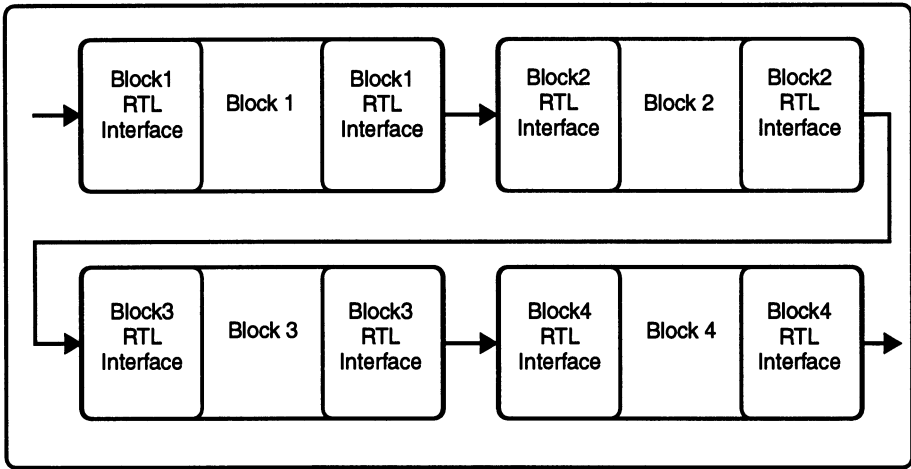 Block1
RTL
Interface
Block 1
Block1
RTL
Interface
Block2
RTL
Interface
Block 2
Block2
RTL
Interface
Block3
RTL
Interface
Block 3
Block3
RTL
Interface
Block4
RTL
Interface
Block 4
Block4
RTL
Interface